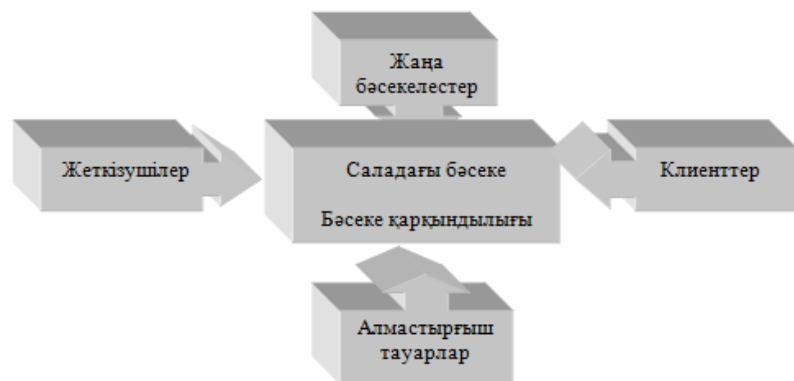 Жаңа
бәсекелестер
Жеткізушілер
Саладағы бәсеке
Бәсеке қарқындылығы
Клиенттер
Алмастырғыш
тауарлар